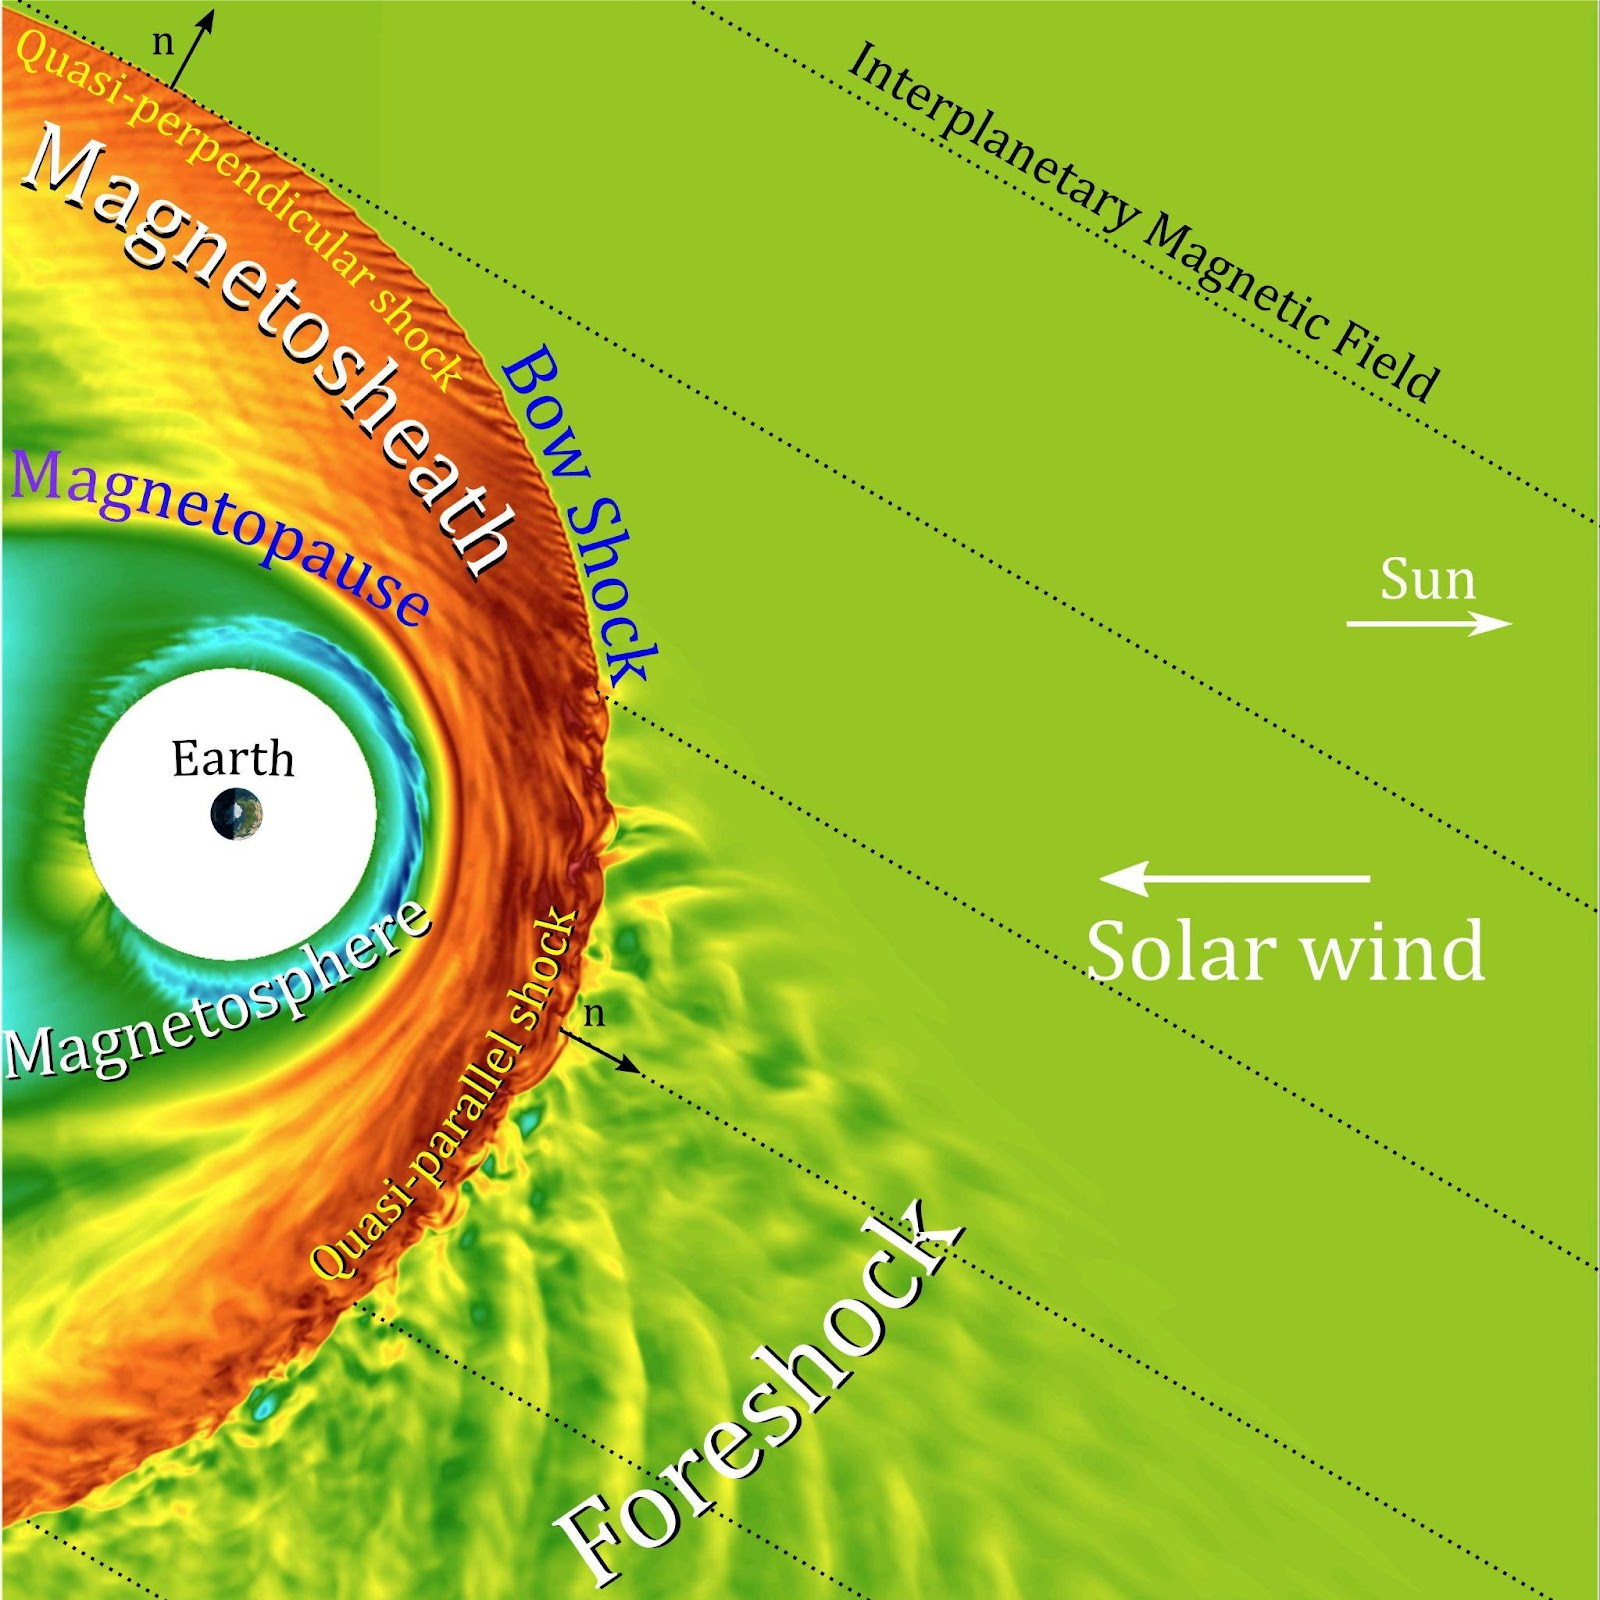 n
Quasi-perpendicular shock
Interplanetary Magnetic Field
Magnetosheath
Bow Shock
Magnetopause
Sun
Earth
Solar wind
Magnetosphere
n
Quasi-parallel shock
Foreshock